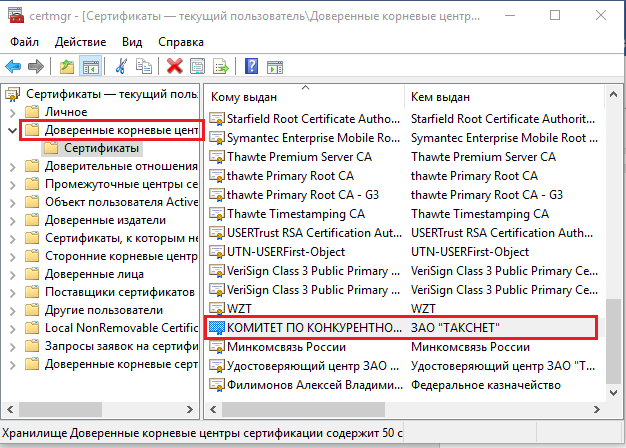 certmgr - [Сертификаты — текущий пользователь\Доверенные корневые центр...
Файл Действие Вид Справка
Сертификаты — текущий поль
Личное
Доверенные корневые цент
Сертификаты
Доверительные отношения
Промежуточные центры се
Объект пользователя Active
Доверенные издатели
Сертификаты, к которым не
Сторонние корневые центр
Доверенные лица
Поставщики сертификатов
Другие пользователи
Local NonRemovable Certific
Запросы заявок на сертифи
Доверенные корневые серт
Кому выдан Кем выдан
Starfield Root Certificate Authori... Starfield Root Certificate Authorit...
Symantec Enterprise Mobile Ro... Symantec Enterprise Mobile Root ...
Thawte Premium Server CA Thawte Premium Server CA
thawte Primary Root CA thawte Primary Root CA
thawte Primary Root CA - G3 thawte Primary Root CA - G3
Thawte Timestamping CA Thawte Timestamping CA
USERTrust RSA Certification Aut... USERTrust RSA Certification Auth...
UTN-USERFirst-Object UTN-USERFirst-Object
VeriSign Class 3 Public Primary ... VeriSign Class 3 Public Primary Ce...
VeriSign Class 3 Public Primary ... VeriSign Class 3 Public Primary Ce...
WZT WZT
КОМИТЕТ ПО КОНКУРЕНТНО... ЗАО "ТАКСНЕТ"
Минкомсвязь России Минкомсвязь России
Удостоверяющий центр ЗАО ... Удостоверяющий центр ЗАО "Т...
Филимонов Алексей Владими... Федеральное казначейство
Хранилище Доверенные корневые центры сертификации содержит 50 с